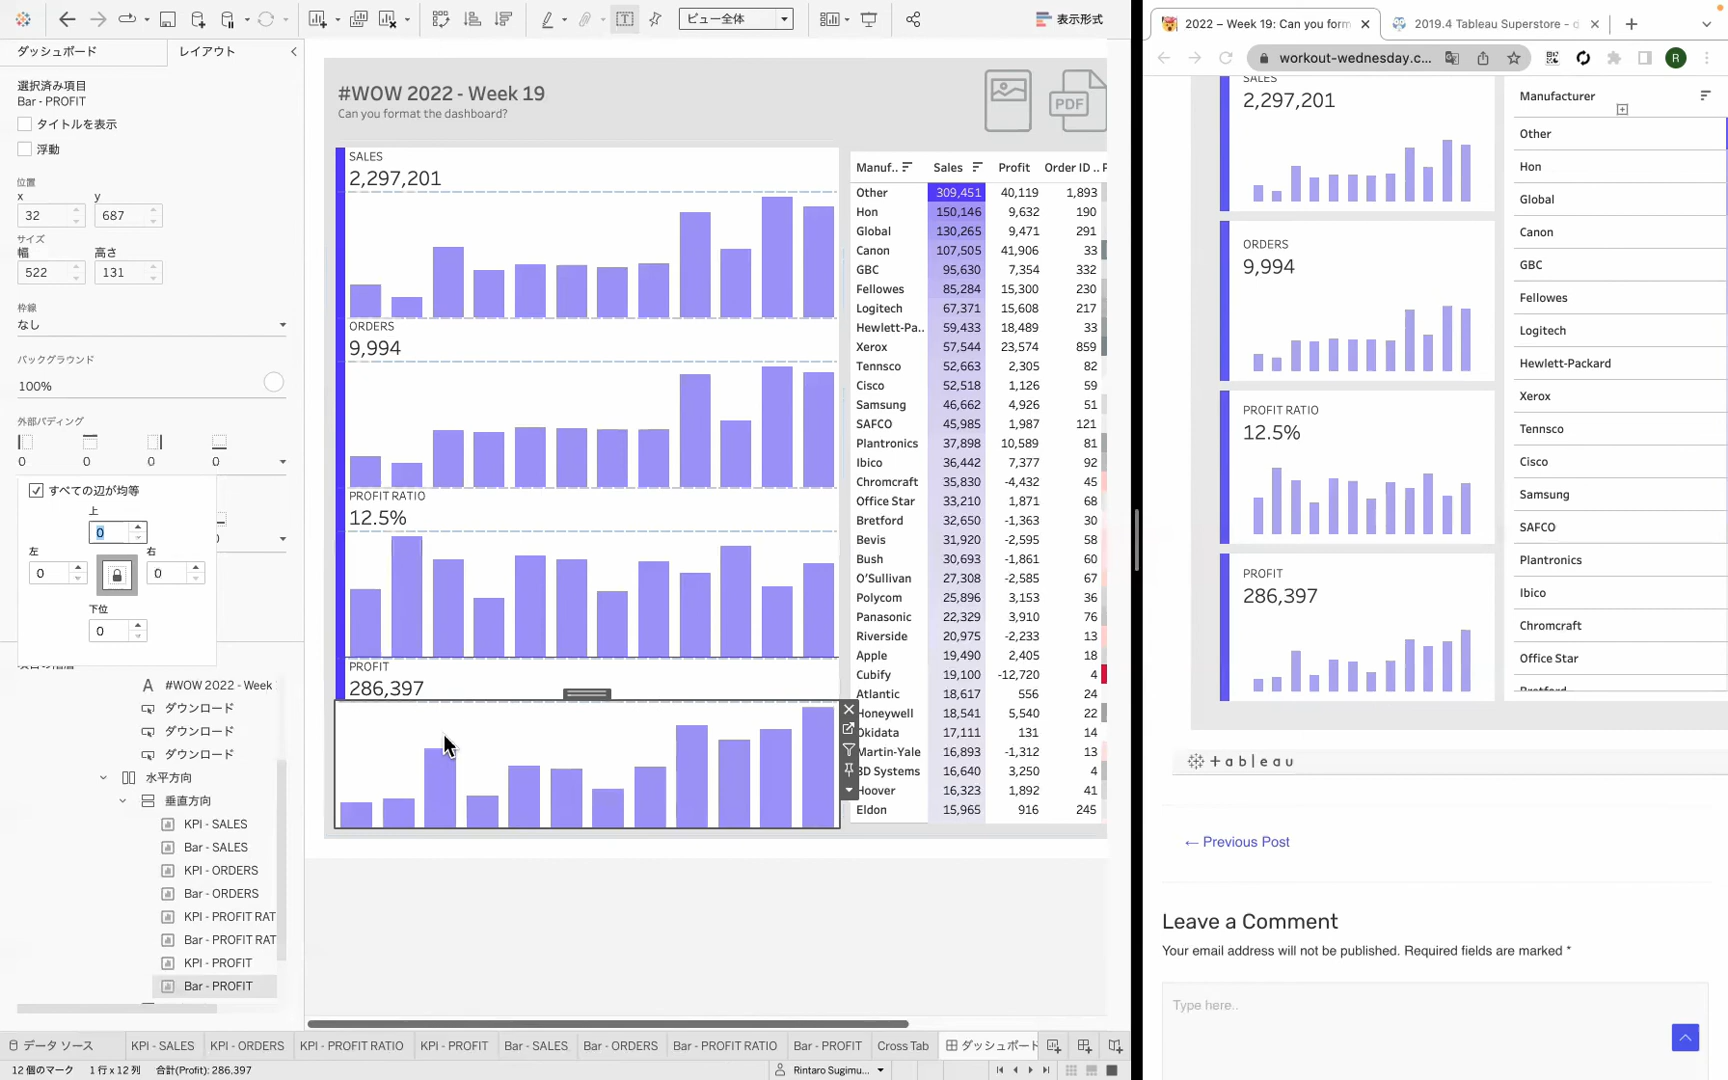 ビュー全体
表示形式
ダッシュボード
レイアウト
選択済み項目
Bar - PROFIT
タイトルを表示
浮動
位置
x
y
32
687
サイズ
幅
高さ
522
131
枠線
なし
バックグラウンド
100%
外部パディング
0
0
0
0
すべての辺が均等
上
0
左
右
0
0
下位
0
#WOW 2022 - Week
ダウンロード
ダウンロード
ダウンロード
水平方向
垂直方向
KPI - SALES
Bar - SALES
KPI - ORDERS
Bar - ORDERS
KPI - PROFIT RAT
Bar - PROFIT RAT
KPI - PROFIT
Bar - PROFIT
#WOW 2022 - Week 19
Can you format the dashboard?
PDF
SALES
2,297,201
ORDERS
9,994
PROFIT RATIO
12.5%
PROFIT
286,397
Manuf.. Sales Profit Order ID ..
Other 309,451 40,119 1,893
Hon 150,146 9,632 190
Global 130,265 9,471 291
Canon 107,505 41,906 33
GBC 95,630 7,354 332
Fellowes 85,284 15,300 230
Logitech 67,371 15,608 217
Hewlett-Pa.. 59,433 18,489 33
Xerox 57,544 23,574 859
Tennsco 52,663 2,305 82
Cisco 52,518 1,126 59
Samsung 46,662 4,926 51
SAFCO 45,985 1,987 121
Plantronics 37,898 10,589 81
Ibico 36,442 7,377 92
Chromcraft 35,830 -4,432 45
Office Star 33,210 1,871 68
Bretford 32,650 -1,363 30
Bevis 31,920 -2,595 58
Bush 30,693 -1,861 60
O'Sullivan 27,308 -2,585 67
Polycom 25,896 3,153 36
Panasonic 22,329 3,910 76
Riverside 20,975 -2,233 13
Apple 19,490 2,405 18
Cubify 19,100 -12,720 4
Atlantic 18,617 556 24
Honeywell 18,541 5,540 22
Okidata 17,111 131 14
Martin-Yale 16,893 -1,312 13
3D Systems 16,640 3,250 4
Hoover 16,323 1,892 41
Eldon 15,965 916 245
データ ソース
KPI - SALES
KPI - ORDERS
KPI - PROFIT RATIO
KPI - PROFIT
Bar - SALES
Bar - ORDERS
Bar - PROFIT RATIO
Bar - PROFIT
Cross Tab
ダッシュボード
12 個のマーク
1 行 x 12 列
合計(Profit): 286,397
Rintaro Sugimu...
2022 – Week 19: Can you form
2019.4 Tableau Superstore -
workout-wednesday.c...
R
SALES
2,297,201
ORDERS
9,994
PROFIT RATIO
12.5%
PROFIT
286,397
Manufacturer
Other
Hon
Global
Canon
GBC
Fellowes
Logitech
Hewlett-Packard
Xerox
Tennsco
Cisco
Samsung
SAFCO
Plantronics
Ibico
Chromcraft
Office Star
+ableau
← Previous Post
Leave a Comment
Your email address will not be published. Required fields are marked *
Type here..